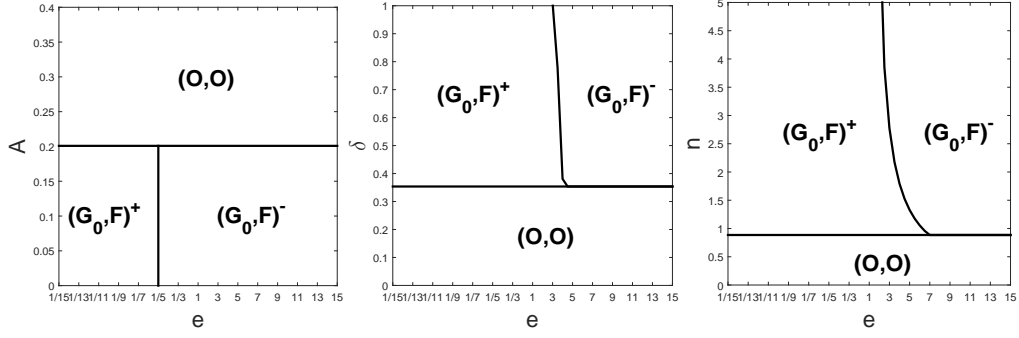 0.4
0.35
0.3
0.25
0.2
0.15
0.1
0.05
0
A
(O,O)
(G0,F)+
(G0,F)-
1/15 1/13 1/11 1/9 1/7 1/5 1/3 1 3 5 7 9 11 13 15
e
1
0.9
0.8
0.7
0.6
0.5
0.4
0.3
0.2
0.1
0
δ
(G0,F)+
(G0,F)-
(O,O)
1/15 1/13 1/11 1/9 1/7 1/5 1/3 1 3 5 7 9 11 13 15
e
5
4.5
4
3.5
3
2.5
2
1.5
1
0.5
0
n
(G0,F)+
(G0,F)-
(O,O)
1/15 1/13 1/11 1/9 1/7 1/5 1/3 1 3 5 7 9 11 13 15
e